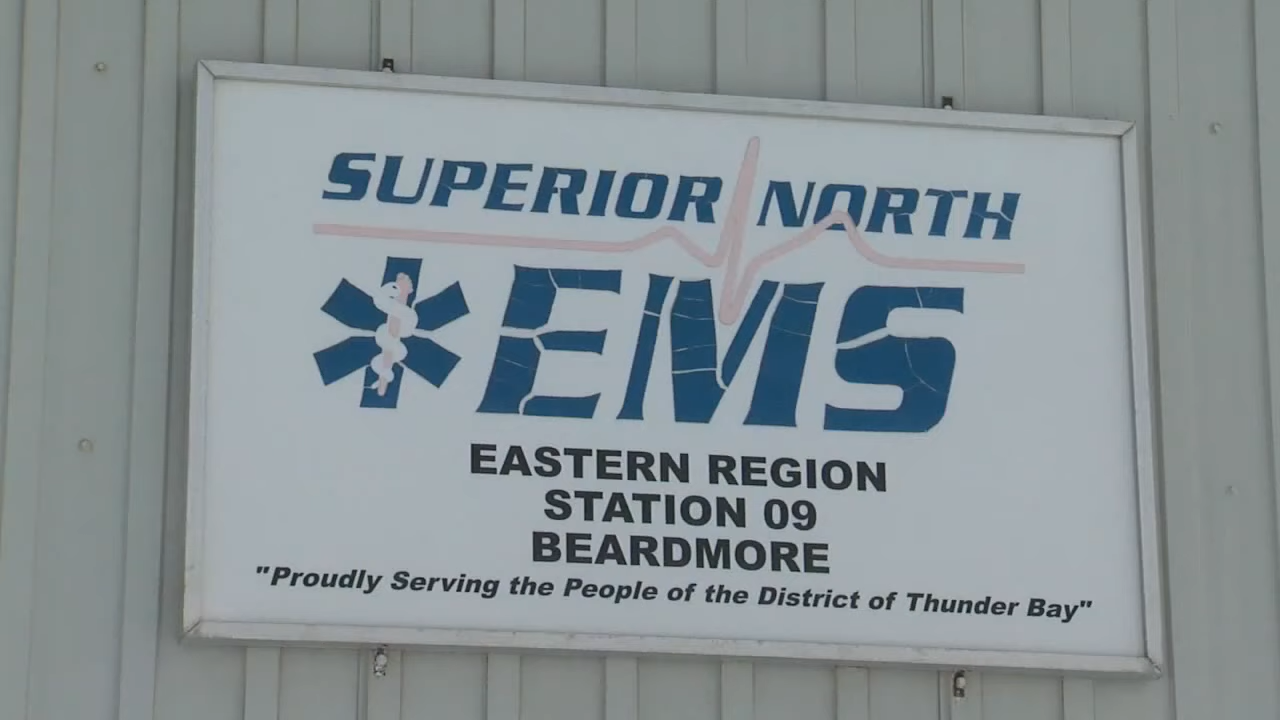 SUPERIOR NORTH
EMS
EASTERN REGION
STATION 09
BEARDMORE
"Proudly Serving the People of the District of Thunder Bay"